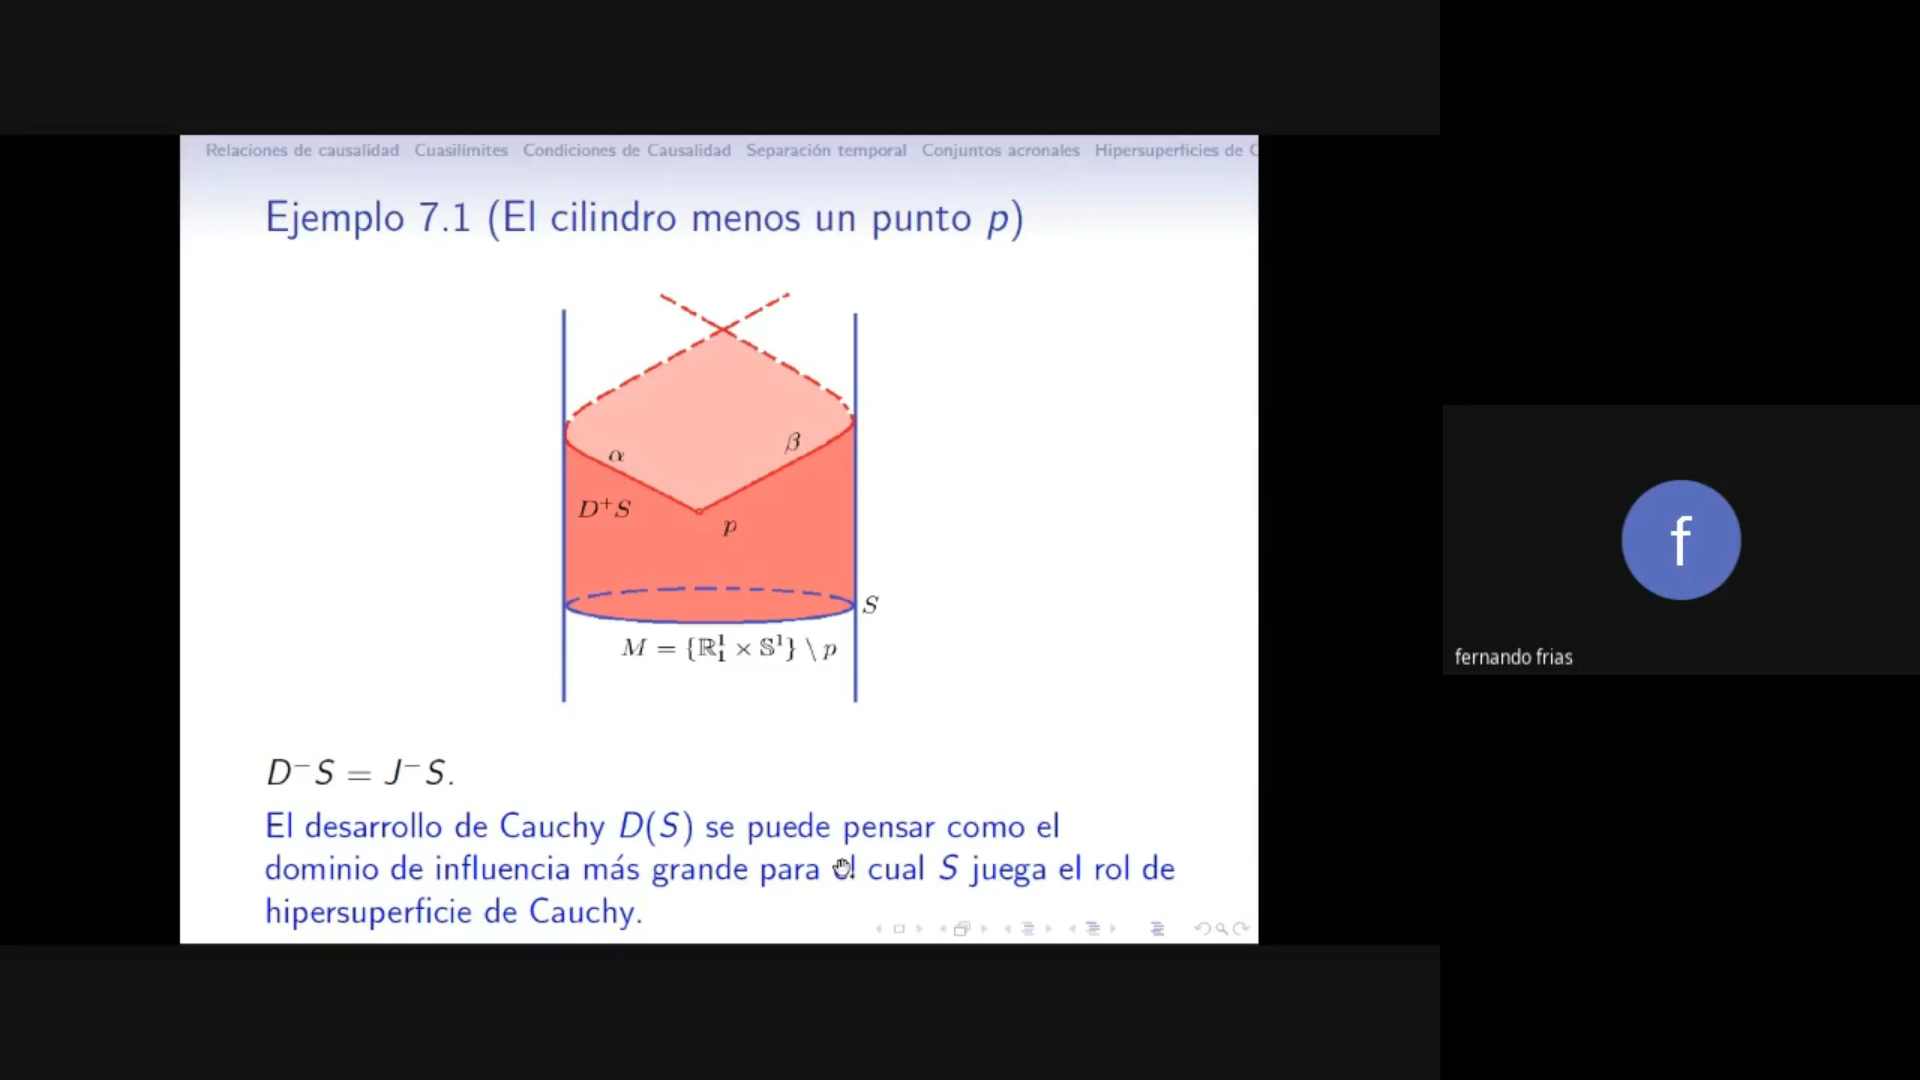 Relaciones de causalidad Cuasilímites Condiciones de Causalidad Separación temporal Conjuntos acronales Hipersuperficies de C
Ejemplo 7.1 (El cilindro menos un punto p)
α
β
D⁺S
p
S
M = {ℝ¹₁ × 𝕊¹} \ p
D⁻S = J⁻S.
El desarrollo de Cauchy D(S) se puede pensar como el
dominio de influencia más grande para el cual S juega el rol de
hipersuperficie de Cauchy.
f
fernando frias